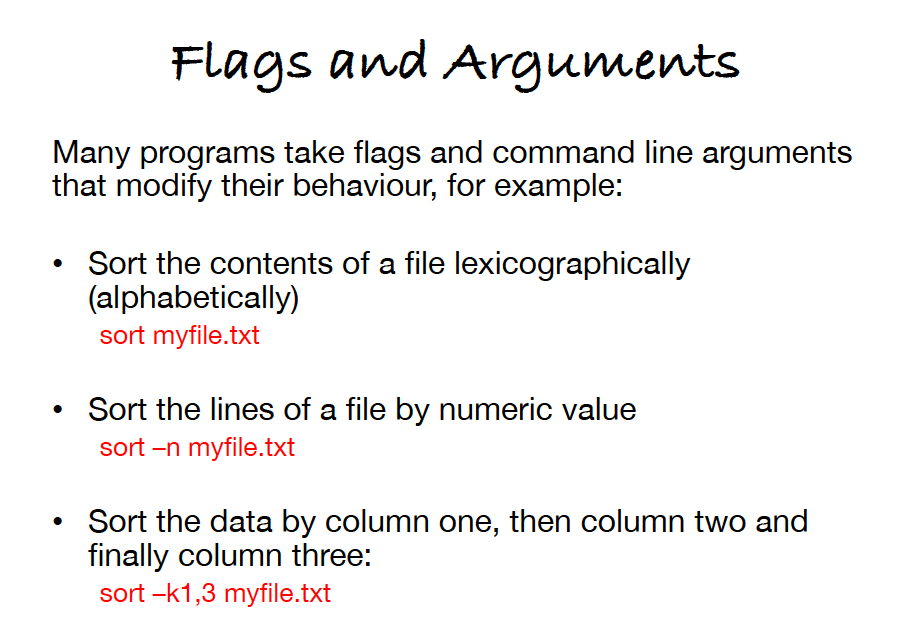 Flags and Arguments
Many programs take flags and command line arguments
that modify their behaviour, for example:
• Sort the contents of a file lexicographically
(alphabetically)
sort myfile.txt
• Sort the lines of a file by numeric value
sort –n myfile.txt
• Sort the data by column one, then column two and
finally column three:
sort –k1,3 myfile.txt